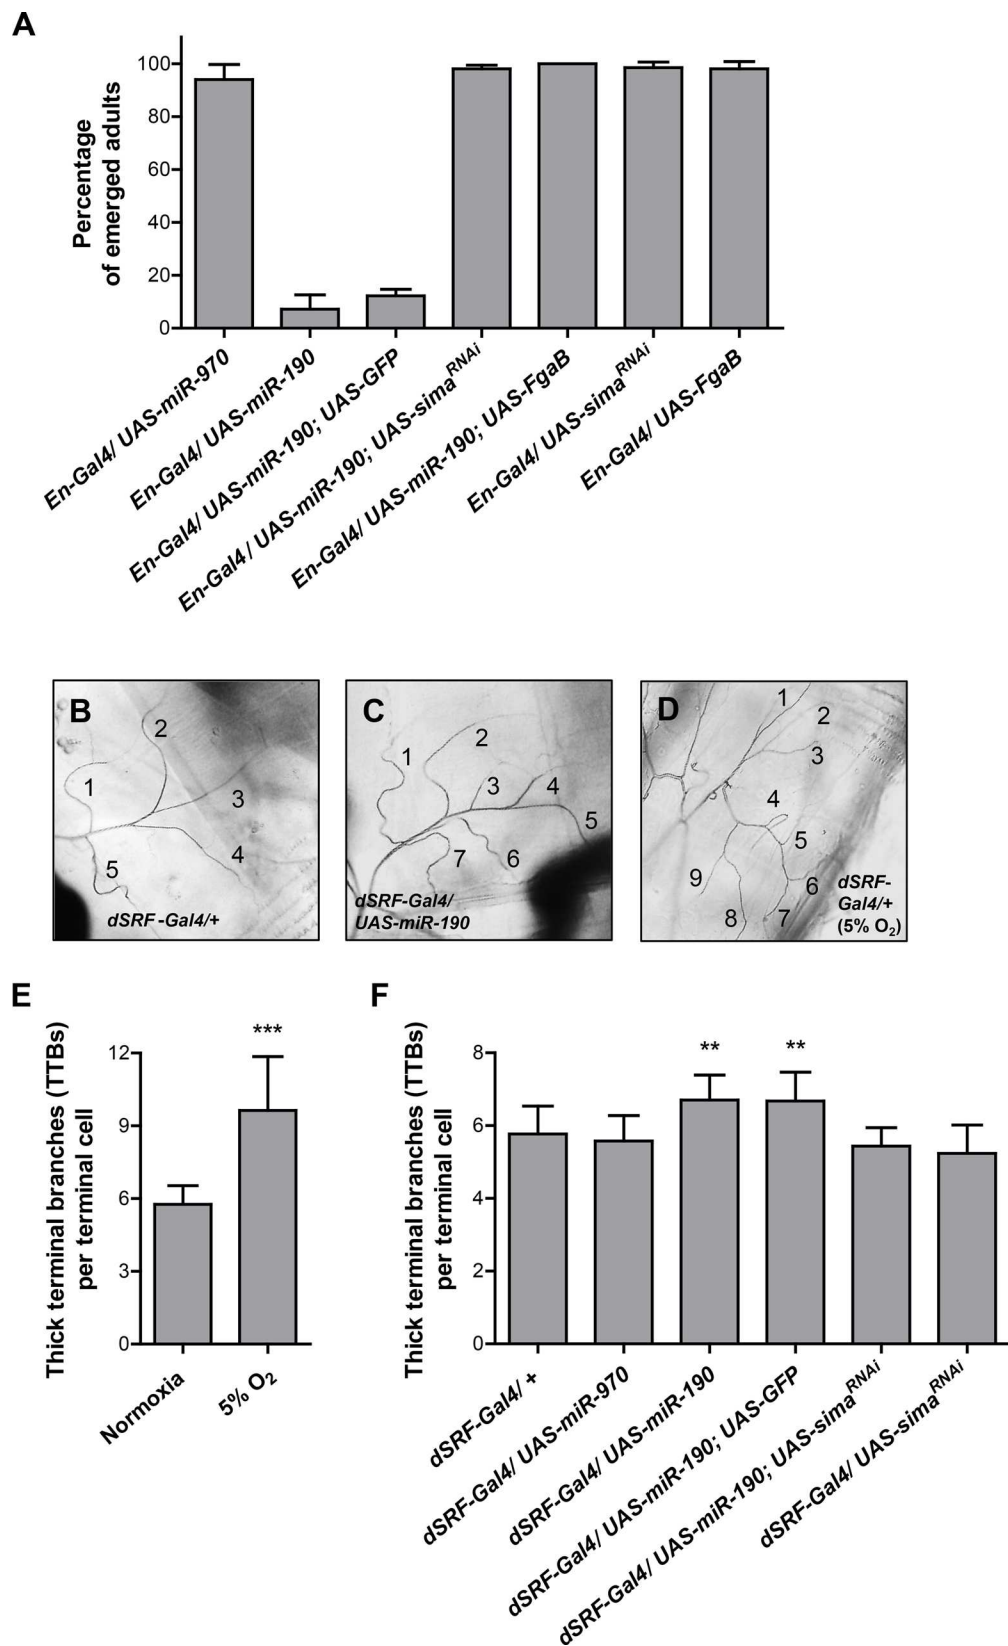 A
Percentage
of emerged adults
100
80
60
40
20
0
En-Gal4/ UAS-miR-970
En-Gal4/ UAS-miR-190
En-Gal4/ UAS-miR-190; UAS-GFP
En-Gal4/ UAS-miR-190; UAS-sima^RNAi
En-Gal4/ UAS-miR-190; UAS-FgaB
En-Gal4/ UAS-sima^RNAi
En-Gal4/ UAS-FgaB
B
1
2
3
4
5
dSRF-Gal4/+
C
1
2
3
4
5
6
7
dSRF-Gal4/
UAS-miR-190
D
1
2
3
4
5
6
7
8
9
dSRF-
Gal4/+
(5% O₂)
E
Thick terminal branches (TTBs)
per terminal cell
12
9
6
3
0
***
Normoxia
5% O₂
F
Thick terminal branches (TTBs)
per terminal cell
8
6
4
2
0
**
**
dSRF-Gal4/ +
dSRF-Gal4/ UAS-miR-970
dSRF-Gal4/ UAS-miR-190
dSRF-Gal4/ UAS-miR-190; UAS-GFP
dSRF-Gal4/ UAS-miR-190; UAS-sima^RNAi
dSRF-Gal4/ UAS-sima^RNAi